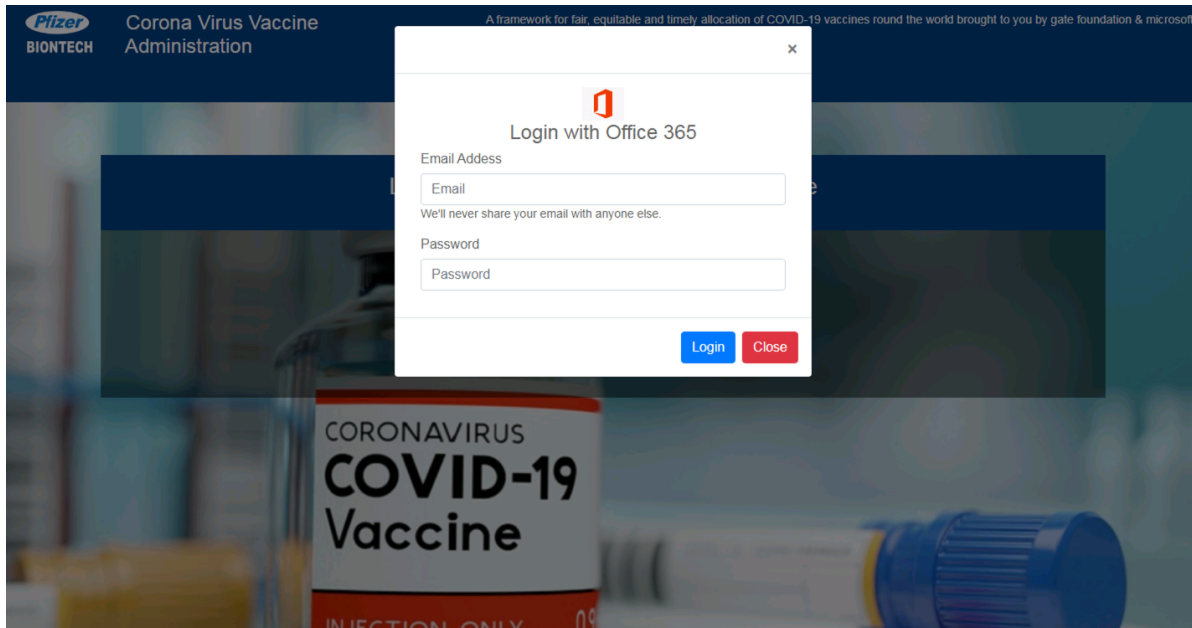 Pfizer
BIONTECH
Corona Virus Vaccine
Administration
A framework for fair, equitable and timely allocation of COVID-19 vaccines round the world brought to you by gate foundation & microsoft
×
Login with Office 365
Email Addess
Email
We'll never share your email with anyone else.
Password
Password
Login
Close
CORONAVIRUS
COVID-19
Vaccine
INJECTION ONLY